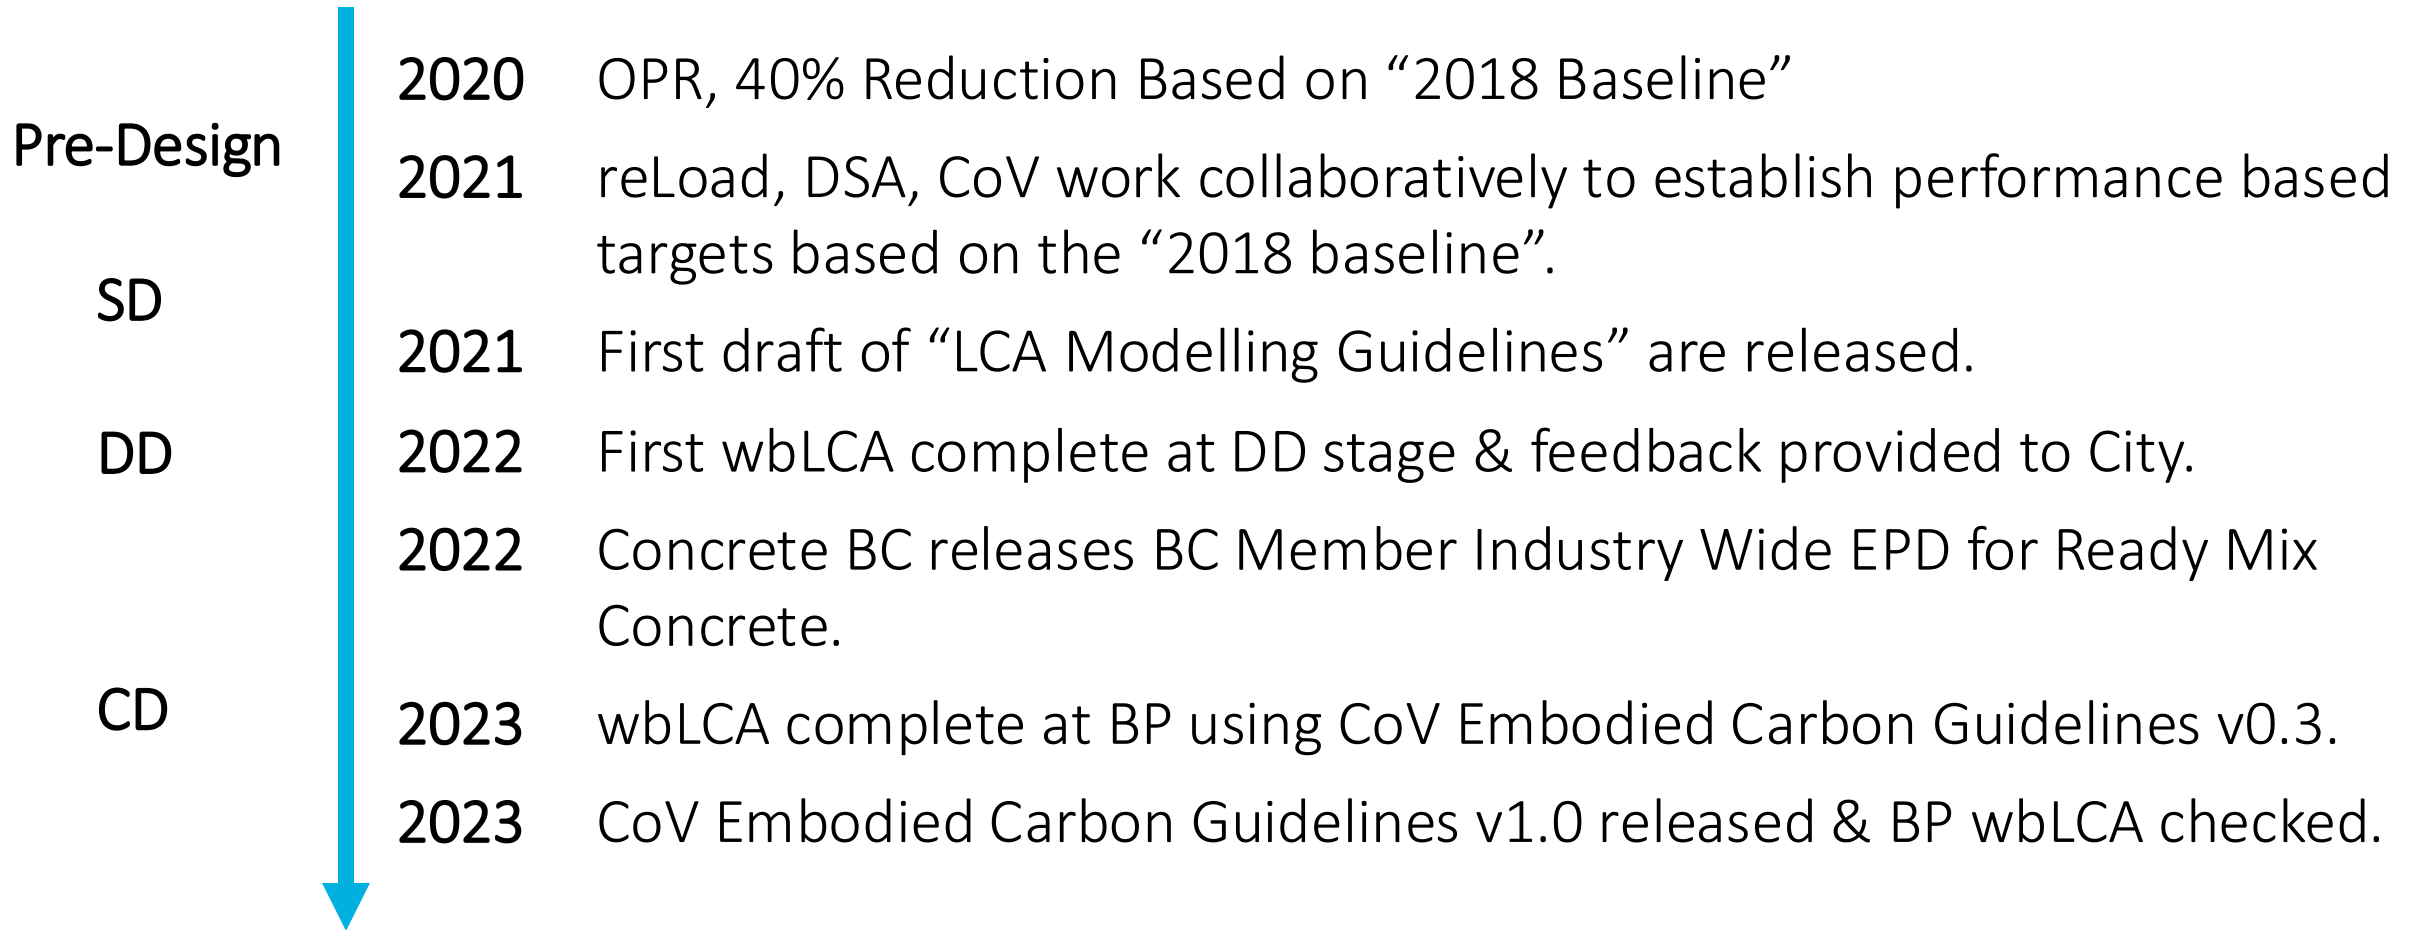 2020 OPR, 40% Reduction Based on “2018 Baseline”
Pre-Design
2021 reLoad, DSA, CoV work collaboratively to establish performance based
targets based on the “2018 baseline”.
SD
2021 First draft of “LCA Modelling Guidelines” are released.
DD
2022 First wbLCA complete at DD stage & feedback provided to City.
2022 Concrete BC releases BC Member Industry Wide EPD for Ready Mix
Concrete.
CD
2023 wbLCA complete at BP using CoV Embodied Carbon Guidelines v0.3.
2023 CoV Embodied Carbon Guidelines v1.0 released & BP wbLCA checked.